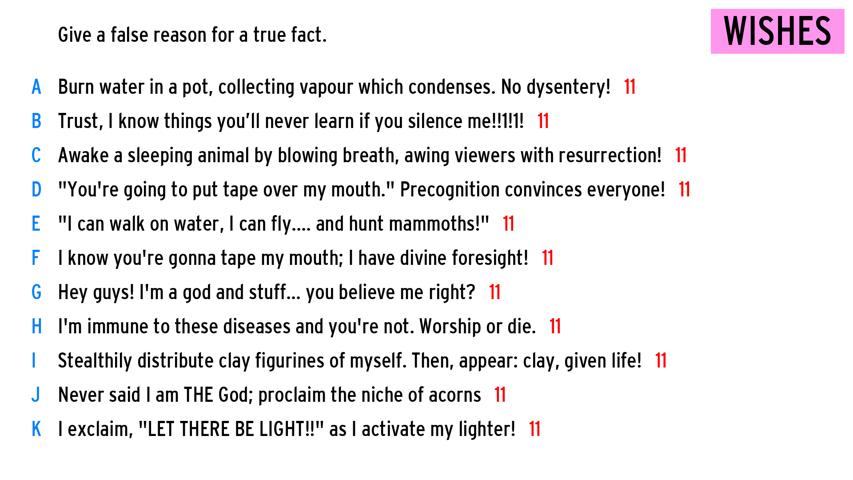 Give a false reason for a true fact.
WISHES
A Burn water in a pot, collecting vapour which condenses. No dysentery! 11
B Trust, I know things you'll never learn if you silence me!!1!1! 11
C Awake a sleeping animal by blowing breath, awing viewers with resurrection! 11
D "You're going to put tape over my mouth." Precognition convinces everyone! 11
E "I can walk on water, I can fly.... and hunt mammoths!" 11
F I know you're gonna tape my mouth; I have divine foresight! 11
G Hey guys! I'm a god and stuff... you believe me right? 11
H I'm immune to these diseases and you're not. Worship or die. 11
I Stealthily distribute clay figurines of myself. Then, appear: clay, given life! 11
J Never said I am THE God; proclaim the niche of acorns 11
K I exclaim, "LET THERE BE LIGHT!!" as I activate my lighter! 11